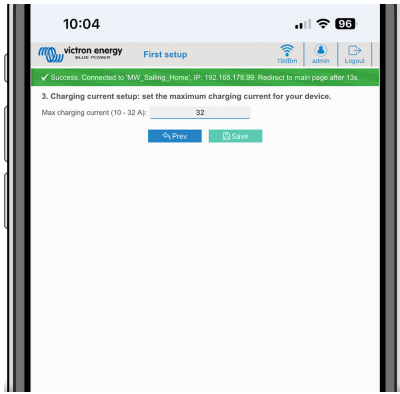 10:04
96
victron energy
BLUE POWER
First setup
19dBm
admin
Logout
Success. Connected to 'MW_Sailing_Home', IP: 192.168.178.99. Redirect to main page after 13s
3. Charging current setup: set the maximum charging current for your device.
Max charging current (10 - 32 A):
32
Prev
Save